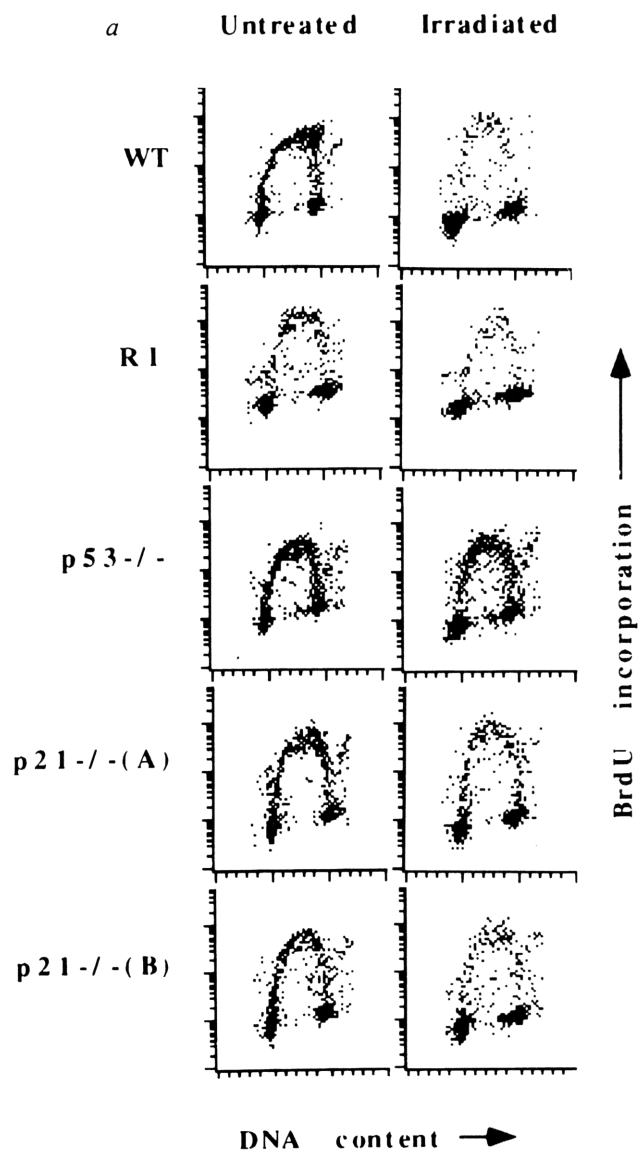 a Untreated Irradiated
WT
R1
p53-/-
p21-/-(A)
p21-/-(B)
BrdU incorporation
DNA content